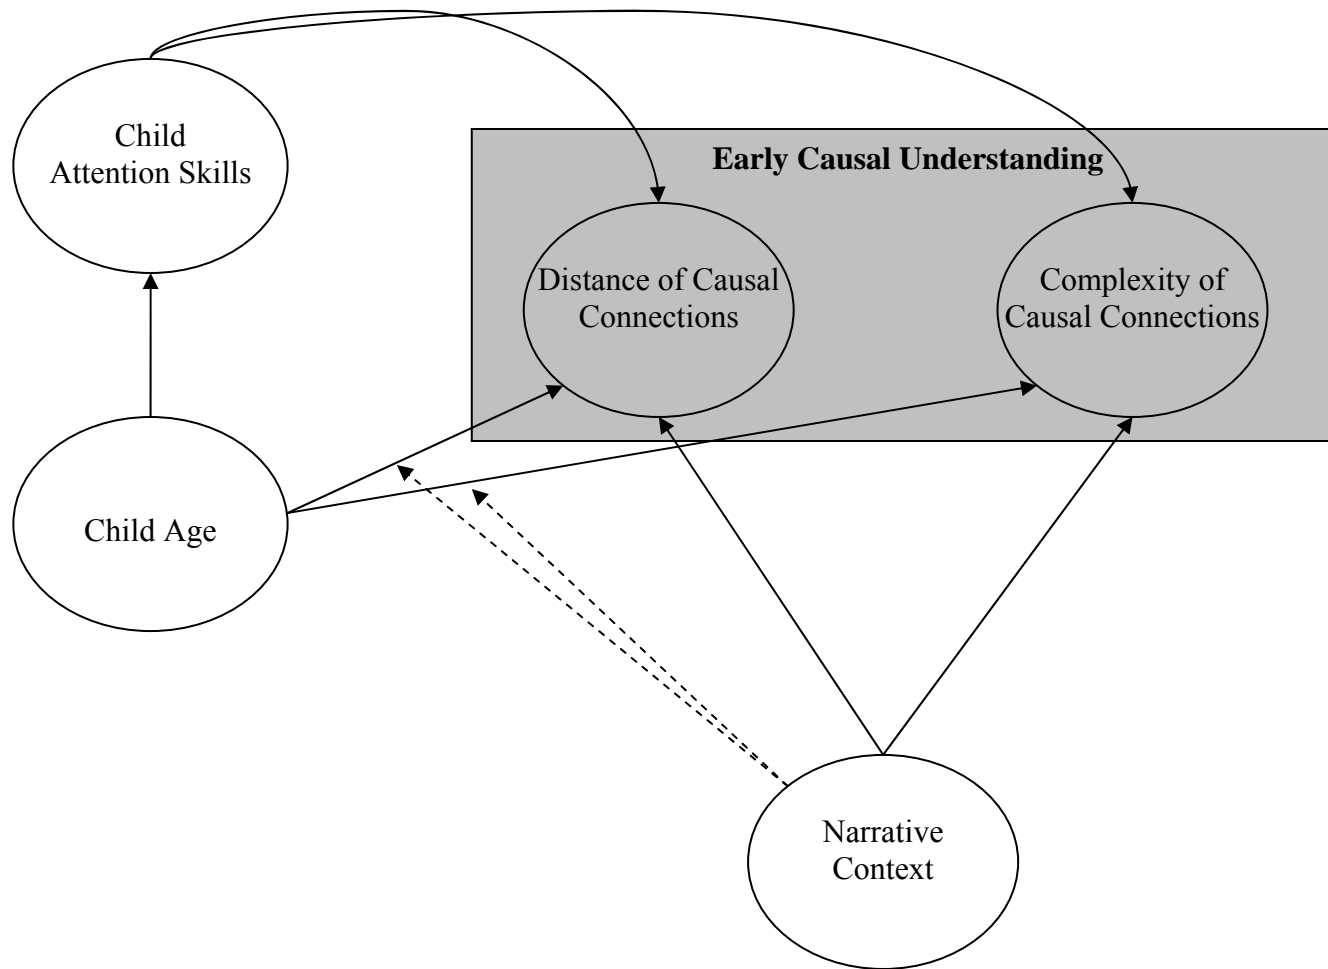 Child
Attention Skills
Early Causal Understanding
Distance of Causal
Connections
Complexity of
Causal Connections
Child Age
Narrative
Context